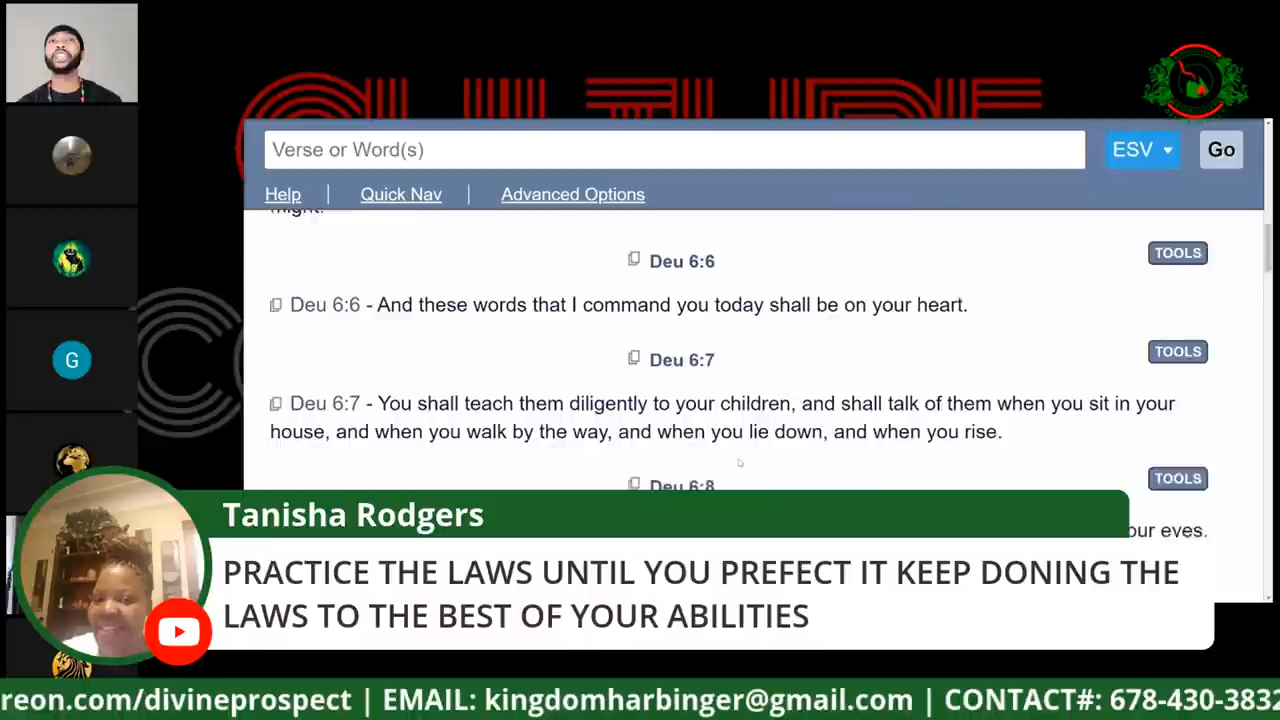 CULTURE
Verse or Word(s)
ESV
Go
Help | Quick Nav | Advanced Options
might.
Deu 6:6
TOOLS
Deu 6:6 - And these words that I command you today shall be on your heart.
Deu 6:7
TOOLS
Deu 6:7 - You shall teach them diligently to your children, and shall talk of them when you sit in your
house, and when you walk by the way, and when you lie down, and when you rise.
Deu 6:8
TOOLS
our eyes.
G
Tanisha Rodgers
PRACTICE THE LAWS UNTIL YOU PREFECT IT KEEP DONING THE
LAWS TO THE BEST OF YOUR ABILITIES
reon.com/divineprospect | EMAIL: kingdomharbinger@gmail.com | CONTACT#: 678-430-3832